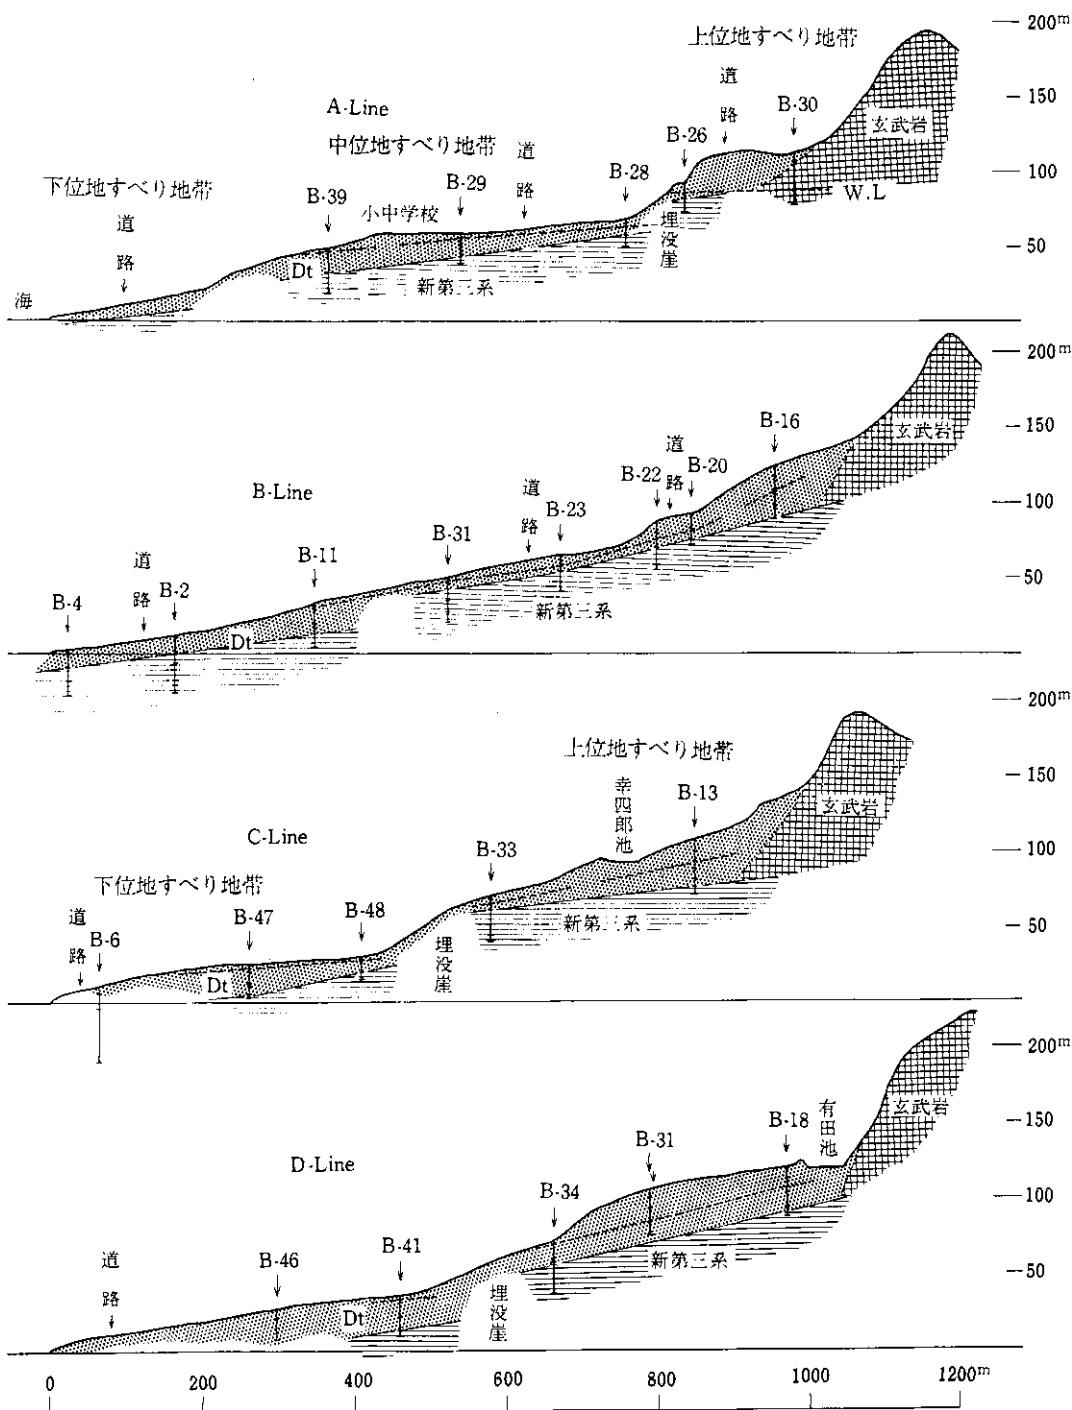 200m
上位地すべり地帯
道路
A-Line
B-30
150
玄武岩
中位地すべり地帯
道路
B-26
下位地すべり地帯
B-39
B-29
B-28
100
W.L
小中学校
道路
埋没崖
50
Dt
新第三系
海
200m
150
玄武岩
B-16
道路
B-22
B-20
B-Line
道路
B-23
100
B-31
道路
B-11
50
B-4
B-2
新第三系
Dt
200m
上位地すべり地帯
150
幸四郎池
B-13
玄武岩
C-Line
B-33
100
下位地すべり地帯
道路
B-6
B-47
B-48
新第三系
50
埋没崖
Dt
200m
有田池
玄武岩
B-18
150
B-31
D-Line
B-34
100
道路
B-46
B-41
新第三系
50
埋没崖
Dt
0 200 400 600 800 1000 1200m